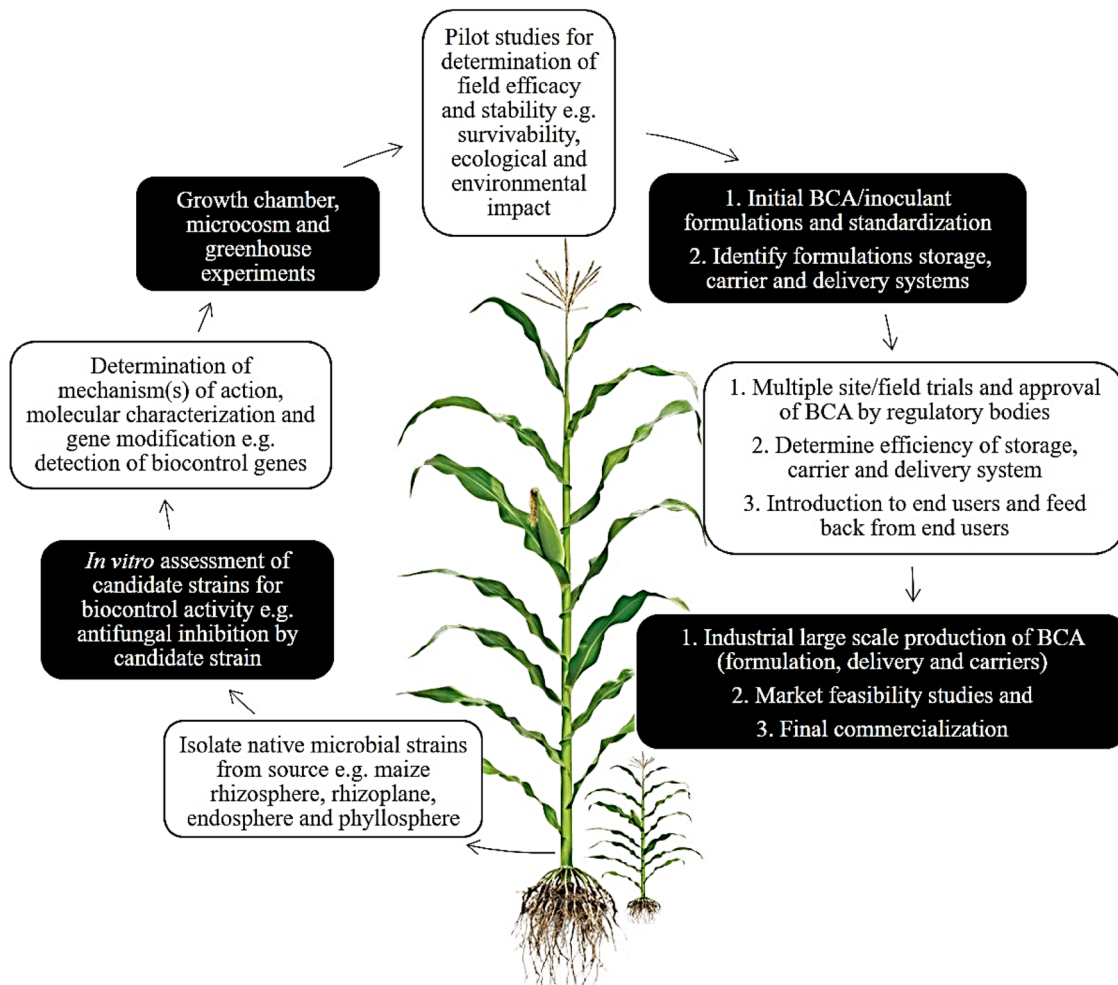 Pilot studies for
determination of
field efficacy
and stability e.g.
survivability,
ecological and
environmental
impact
Growth chamber,
microcosm and
greenhouse
experiments
1. Initial BCA/inoculant
formulations and standardization
2. Identify formulations storage,
carrier and delivery systems
Determination of
mechanism(s) of action,
molecular characterization and
gene modification e.g.
detection of biocontrol genes
1. Multiple site/field trials and approval
of BCA by regulatory bodies
2. Determine efficiency of storage,
carrier and delivery system
3. Introduction to end users and feed
back from end users
In vitro assessment of
candidate strains for
biocontrol activity e.g.
antifungal inhibition by
candidate strain
1. Industrial large scale production of BCA
(formulation, delivery and carriers)
2. Market feasibility studies and
3. Final commercialization
Isolate native microbial strains
from source e.g. maize
rhizosphere, rhizoplane,
endosphere and phyllosphere